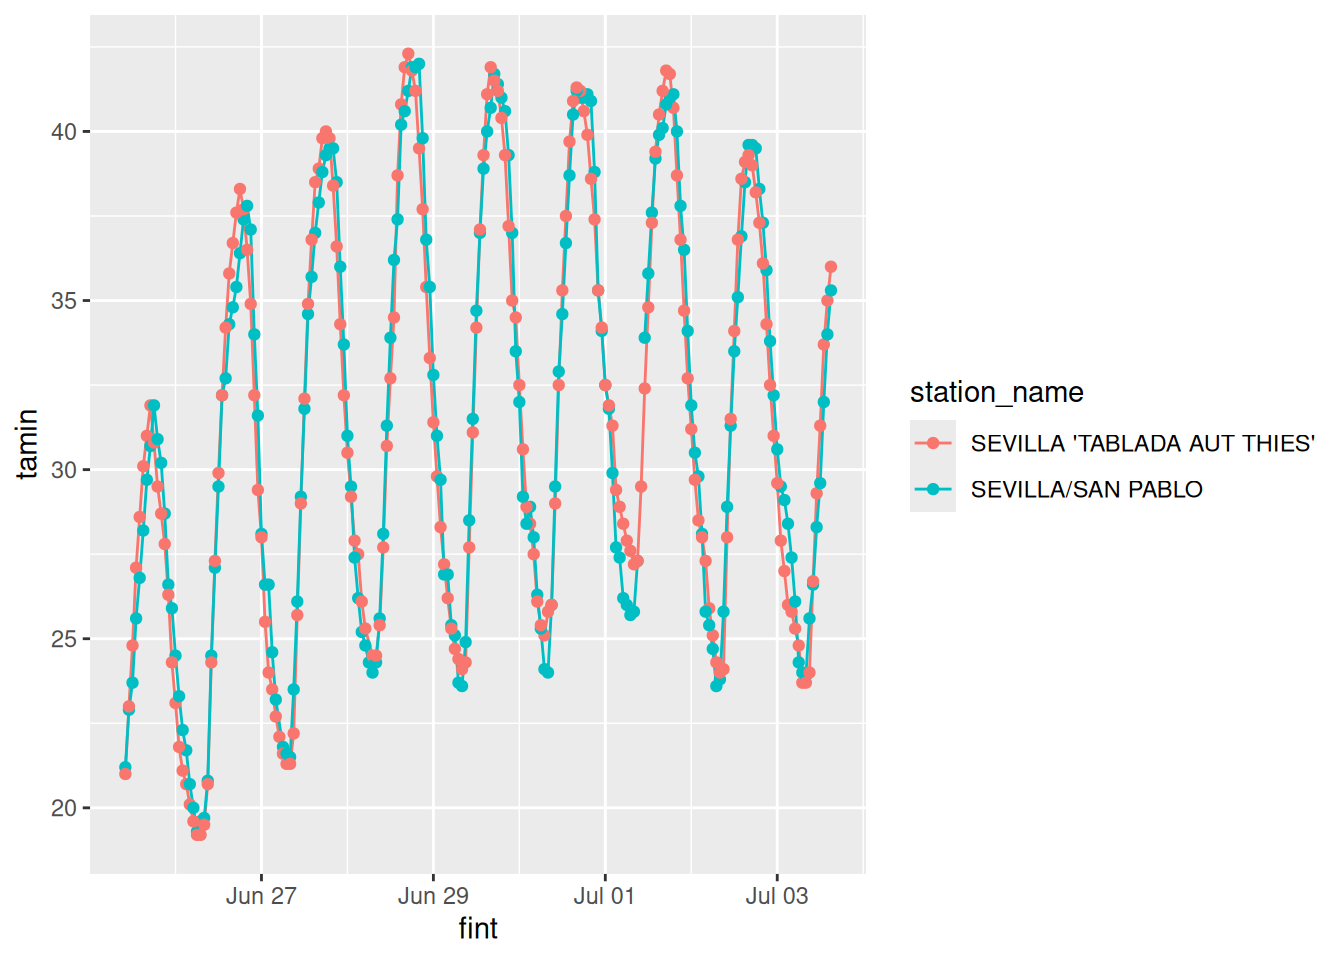 tamin
40
35
30
25
20
Jun 27
Jun 29
Jul 01
Jul 03
fint
station_name
SEVILLA 'TABLADA AUT THIES'
SEVILLA/SAN PABLO